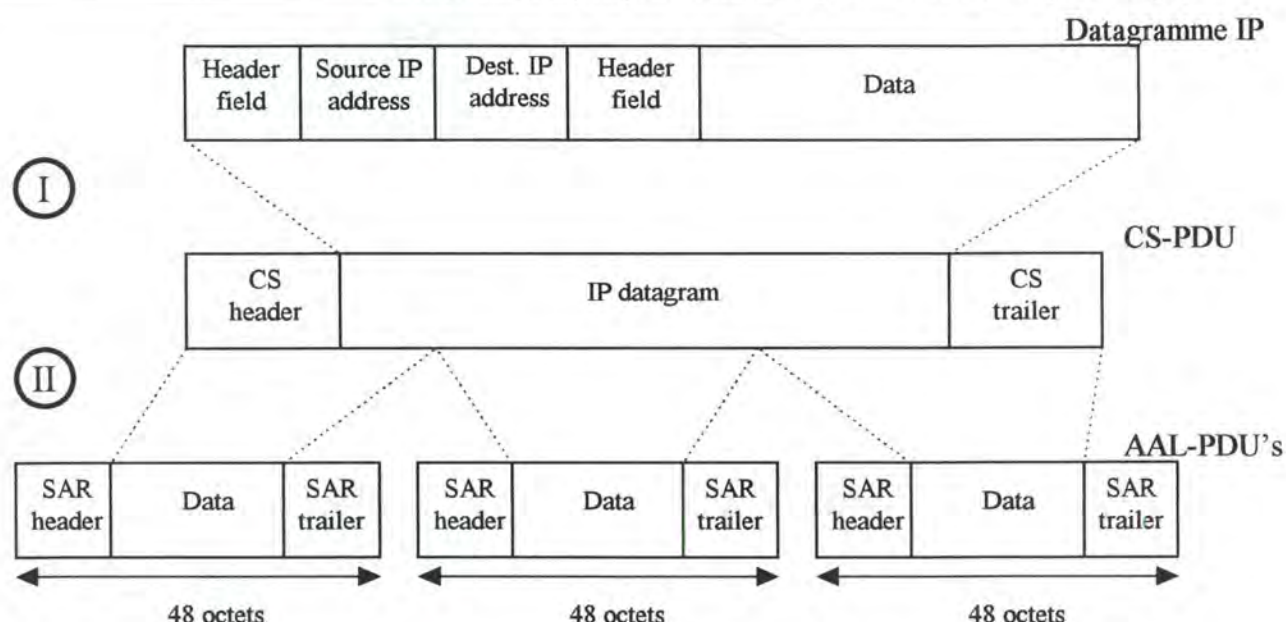 Datagramme IP
Header field
Source IP address
Dest. IP address
Header field
Data
I
CS-PDU
CS header
IP datagram
CS trailer
II
AAL-PDU's
SAR header
Data
SAR trailer
SAR header
Data
SAR trailer
SAR header
Data
SAR trailer
48 octets
48 octets
48 octets